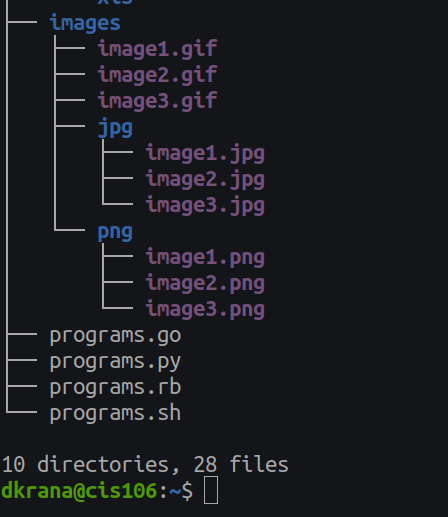 images
image1.gif
image2.gif
image3.gif
jpg
image1.jpg
image2.jpg
image3.jpg
png
image1.png
image2.png
image3.png
programs.go
programs.py
programs.rb
programs.sh
10 directories, 28 files
dkrana@cis106:~$